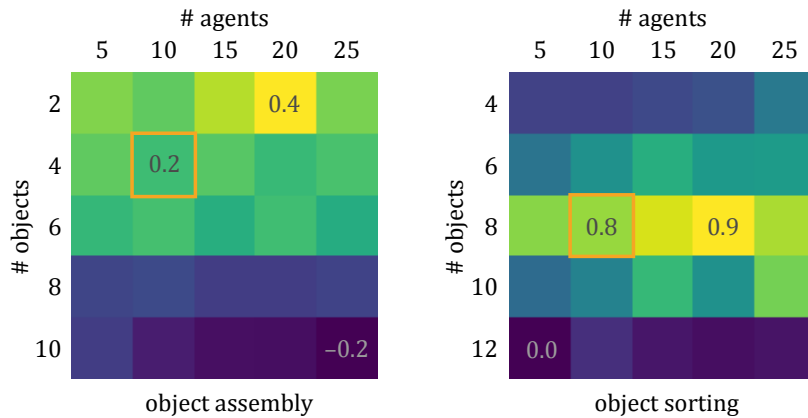 # agents
5 10 15 20 25
# objects
2
4
6
8
10
0.4
0.2
–0.2
object assembly
# agents
5 10 15 20 25
# objects
4
6
8
10
12
0.8 0.9
0.0
object sorting